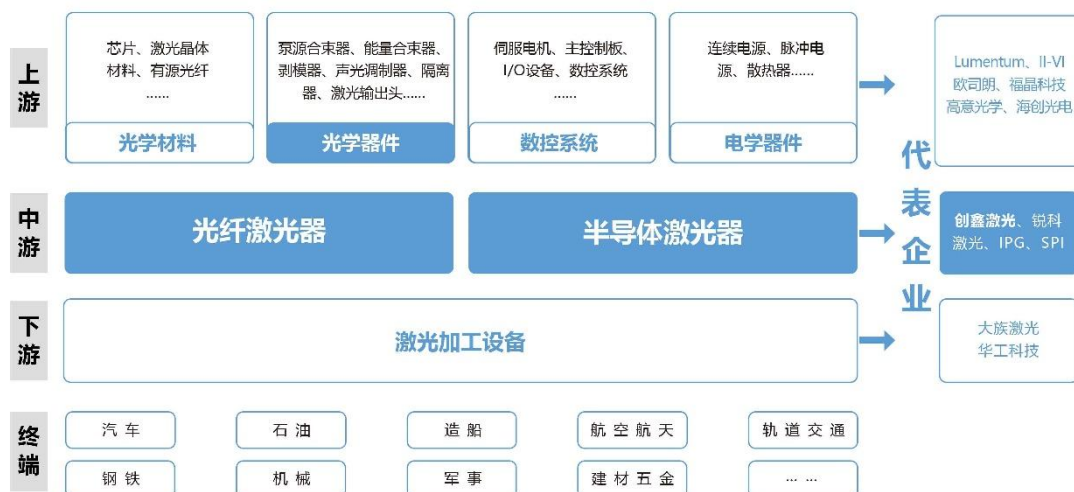 上游
芯片、激光晶体
材料、有源光纤
......
光学材料
泵源合束器、能量合束器、
剥模器、声光调制器、隔离
器、激光输出头......
光学器件
伺服电机、主控制板、
I/O设备、数控系统
......
数控系统
连续电源、脉冲电
源、散热器......
电学器件
Lumentum、II-VI
欧司朗、福晶科技
高意光学、海创光电
代表企业
中游
光纤激光器
半导体激光器
创鑫激光、锐科
激光、IPG、SPI
下游
激光加工设备
大族激光
华工科技
终端
汽车
石油
造船
航空航天
轨道交通
钢铁
机械
军事
建材五金
... ...